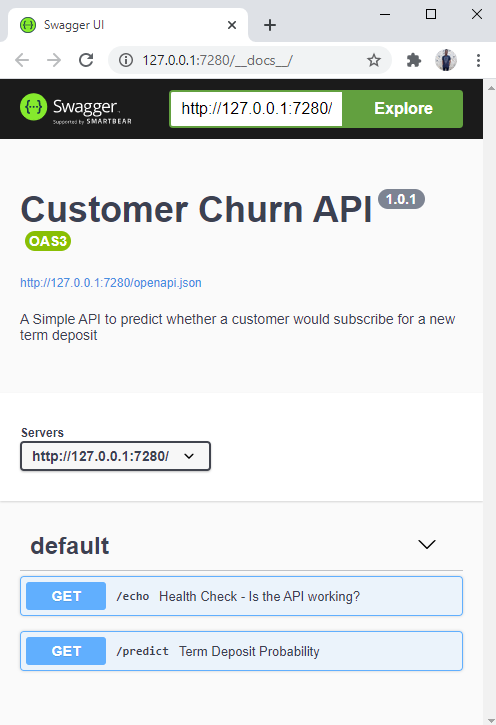 Swagger UI
127.0.0.1:7280/__docs__/
Swagger.
Supported by SMARTBEAR
http://127.0.0.1:7280/
Explore
Customer Churn API 1.0.1
OAS3
http://127.0.0.1:7280/openapi.json
A Simple API to predict whether a customer would subscribe for a new
term deposit
Servers
http://127.0.0.1:7280/
default
GET /echo Health Check - Is the API working?
GET /predict Term Deposit Probability